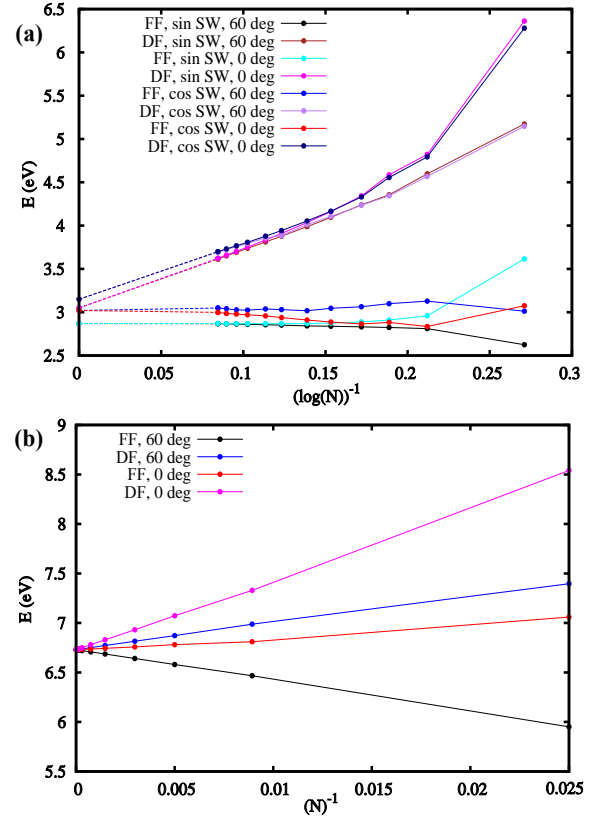 (a)
6.5
6
5.5
5
4.5
4
3.5
3
2.5
E (eV)
FF, sin SW, 60 deg
DF, sin SW, 60 deg
FF, sin SW, 0 deg
DF, sin SW, 0 deg
FF, cos SW, 60 deg
DF, cos SW, 60 deg
FF, cos SW, 0 deg
DF, cos SW, 0 deg
0 0.05 0.1 0.15 0.2 0.25 0.3
(log(N))-1
(b)
9
8.5
8
7.5
7
6.5
6
5.5
E (eV)
FF, 60 deg
DF, 60 deg
FF, 0 deg
DF, 0 deg
0 0.005 0.01 0.015 0.02 0.025
(N)-1